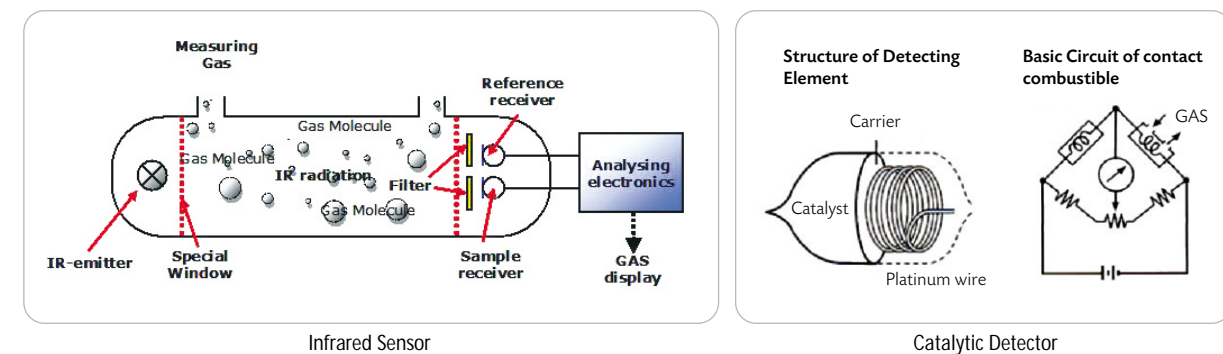 Measuring
Gas
Reference
receiver
Gas Molecule
Gas Molecule
IR radiation
Filter
Gas Molecule
Analysing
electronics
IR-emitter
Special
Window
Sample
receiver
GAS
display
Infrared Sensor
Structure of Detecting
Element
Carrier
Catalyst
Platinum wire
Basic Circuit of contact
combustible
GAS
Catalytic Detector